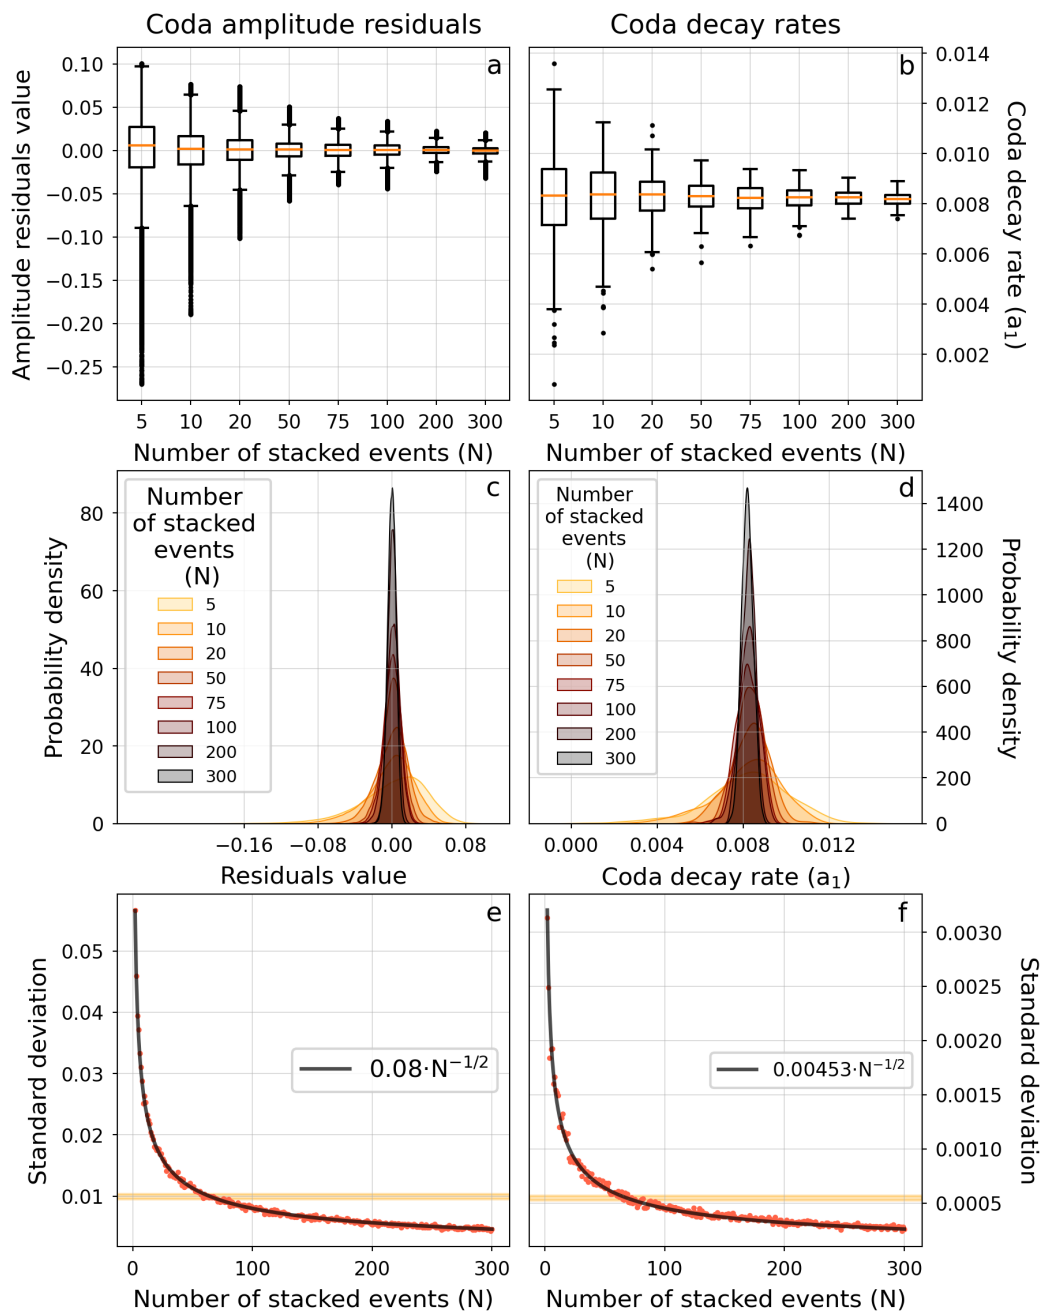 Coda amplitude residuals
Coda decay rates
a
Amplitude residuals value
0.10
0.05
0.00
−0.05
−0.10
−0.15
−0.20
−0.25
5 10 20 50 75 100 200 300
Number of stacked events (N)
b
0.014
0.012
0.010
0.008
0.006
0.004
0.002
Coda decay rate (a₁)
5 10 20 50 75 100 200 300
Number of stacked events (N)
c
Probability density
80
60
40
20
0
Number
of stacked
events
(N)
5
10
20
50
75
100
200
300
−0.16 −0.08 0.00 0.08
Residuals value
d
Number
of stacked
events
(N)
5
10
20
50
75
100
200
300
1400
1200
1000
800
600
400
200
0
Probability density
0.000 0.004 0.008 0.012
Coda decay rate (a₁)
e
Standard deviation
0.05
0.04
0.03
0.02
0.01
0.08·N⁻¹ᐟ²
0 100 200 300
Number of stacked events (N)
f
0.00453·N⁻¹ᐟ²
0.0030
0.0025
0.0020
0.0015
0.0010
0.0005
Standard deviation
0 100 200 300
Number of stacked events (N)